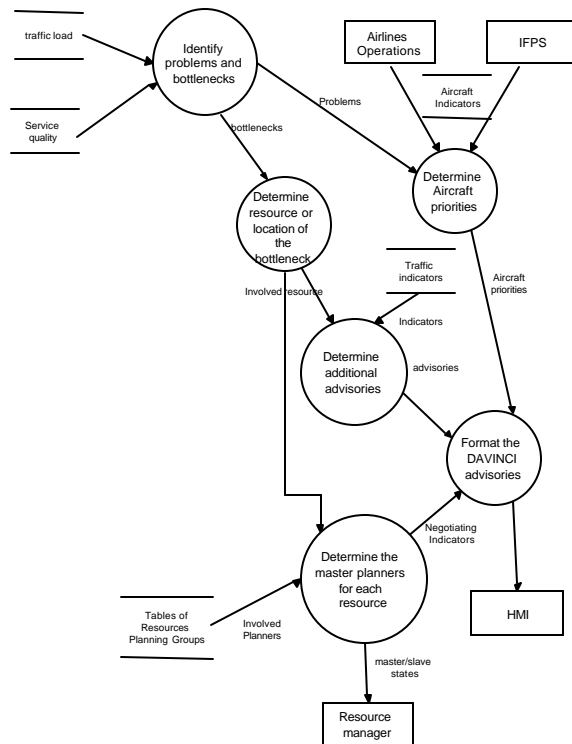 traffic load
Identify
problems and
bottlenecks
Airlines
Operations
IFPS
Aircraft
Indicators
Problems
Service
quality
bottlenecks
Determine
Aircraft
priorities
Determine
resource or
location of
the
bottleneck
Traffic
indicators
Aircraft
priorities
Involved resource
Indicators
Determine
additional
advisories
advisories
Format the
DAVINCI
advisories
Negotiating
Indicators
Determine the
master planners
for each
resource
Tables of
Resources
Planning Groups
Involved
Planners
HMI
master/slave
states
Resource
manager